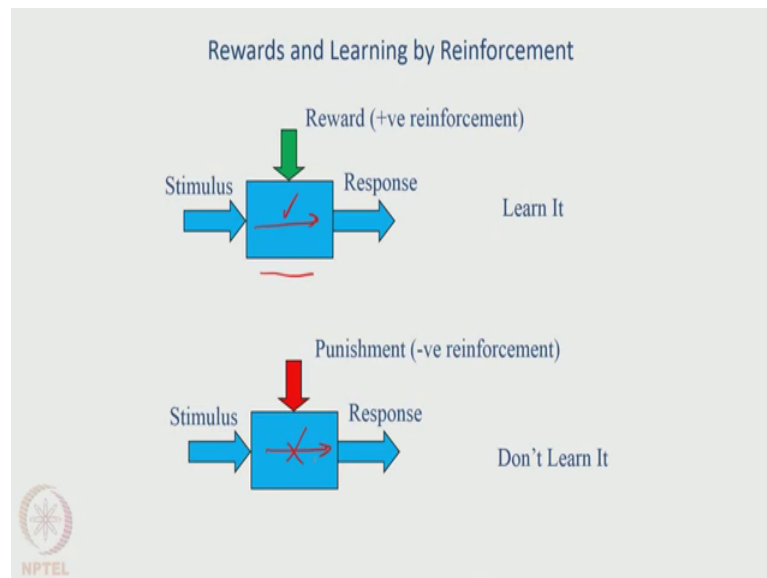 Rewards and Learning by Reinforcement
Reward (+ve reinforcement)
Stimulus
Response
Learn It
Punishment (-ve reinforcement)
Stimulus
Response
Don't Learn It
NPTEL